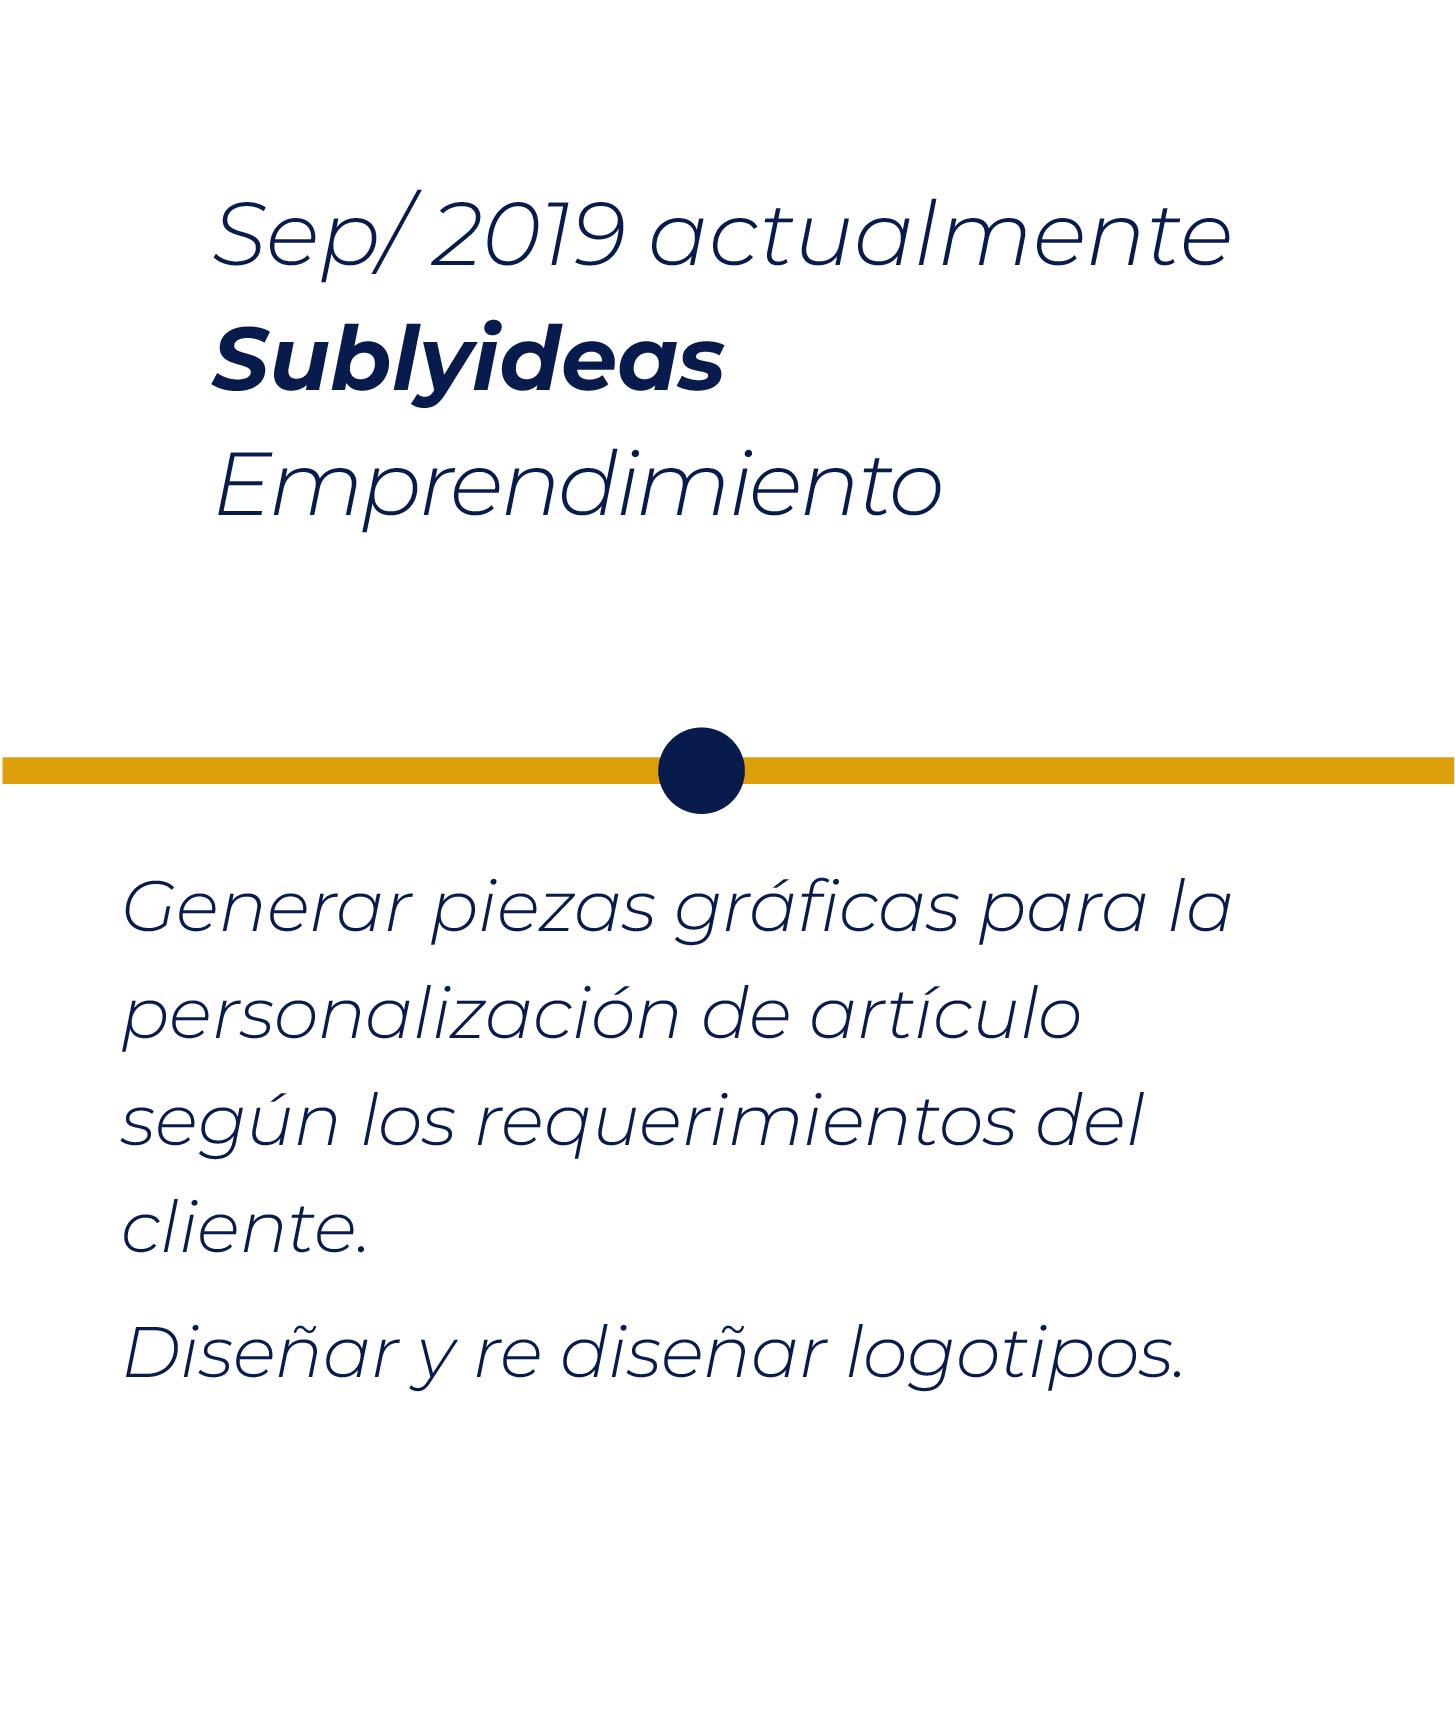 Sep/ 2019 actualmente
Sublyideas
Emprendimiento
Generar piezas gráficas para la
personalización de artículo
según los requerimientos del
cliente.
Diseñar y re diseñar logotipos.